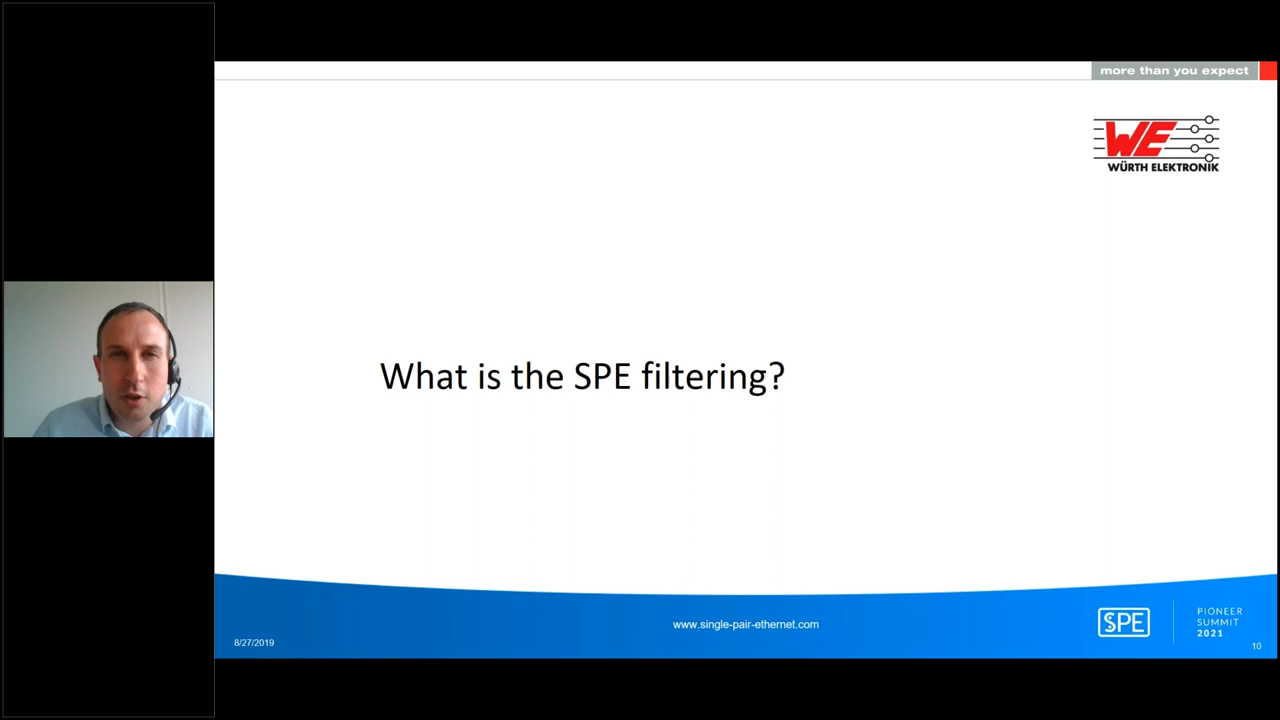 more than you expect
WE
WÜRTH ELEKTRONIK
What is the SPE filtering?
www.single-pair-ethernet.com
8/27/2019
SPE
PIONEER
SUMMIT
2021
10